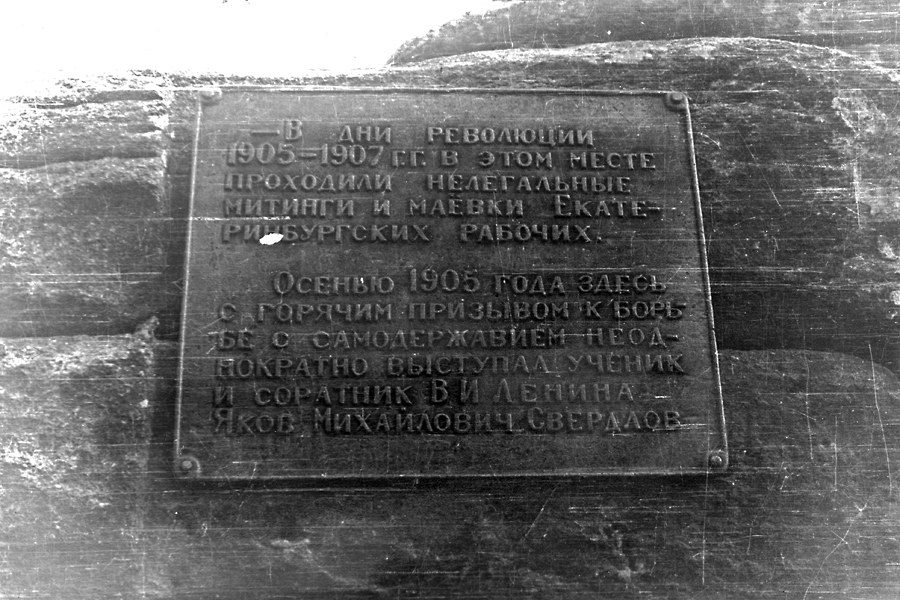 —В ДНИ РЕВОЛЮЦИИ
1905–1907 ГГ. В ЭТОМ МЕСТЕ
ПРОХОДИЛИ НЕЛЕГАЛЬНЫЕ
МИТИНГИ И МАЁВКИ ЕКАТЕ-
РИНБУРГСКИХ РАБОЧИХ.
ОСЕНЬЮ 1905 ГОДА ЗДЕСЬ
С ГОРЯЧИМ ПРИЗЫВОМ К БОРЬ-
БЕ С САМОДЕРЖАВИЕМ НЕОД-
НОКРАТНО ВЫСТУПАЛ УЧЕНИК
И СОРАТНИК В.И. ЛЕНИНА
ЯКОВ МИХАЙЛОВИЧ СВЕРДЛОВ